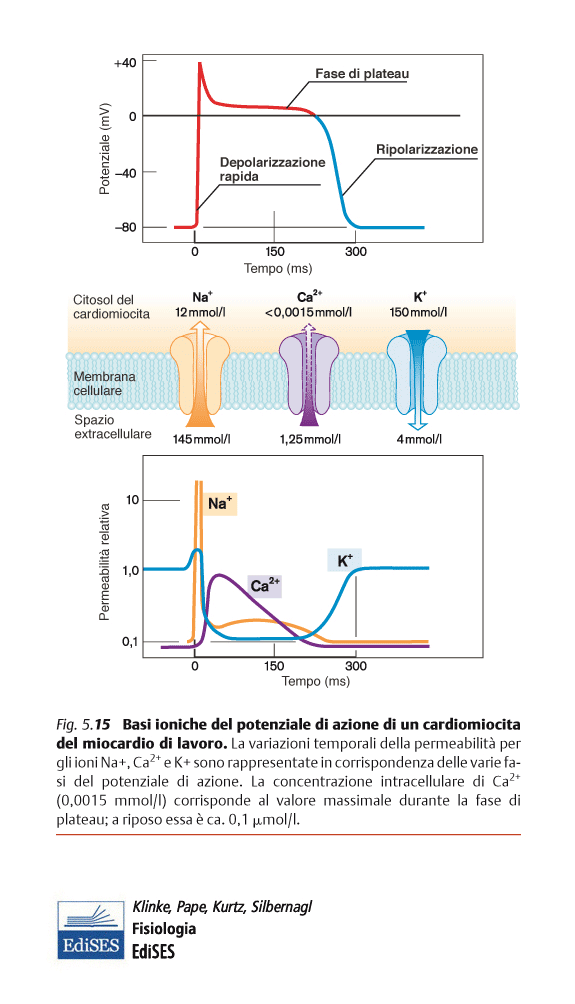 +40
0
−40
−80
Potenziale (mV)
Fase di plateau
Depolarizzazione
rapida
Ripolarizzazione
0 150 300
Tempo (ms)
Citosol del
cardiomiocita
Na+
12 mmol/l
Ca2+
<0,0015 mmol/l
K+
150 mmol/l
Membrana
cellulare
Spazio
extracellulare
145 mmol/l 1,25 mmol/l 4 mmol/l
Permeabilità relativa
10
1,0
0,1
Na+
Ca2+
K+
0 150 300
Tempo (ms)
Fig. 5.15 Basi ioniche del potenziale di azione di un cardiomiocita
del miocardio di lavoro. La variazioni temporali della permeabilità per
gli ioni Na+, Ca2+ e K+ sono rappresentate in corrispondenza delle varie fa-
si del potenziale di azione. La concentrazione intracellulare di Ca2+
(0,0015 mmol/l) corrisponde al valore massimale durante la fase di
plateau; a riposo essa è ca. 0,1 μmol/l.
EdiSES
Klinke, Pape, Kurtz, Silbernagl
Fisiologia
EdiSES